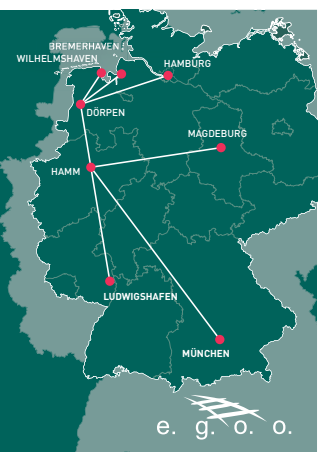 BREMERHAVEN
WILHELMSHAVEN
HAMBURG
DÖRPEN
MAGDEBURG
HAMM
LUDWIGSHAFEN
MÜNCHEN
e. g. o. o.